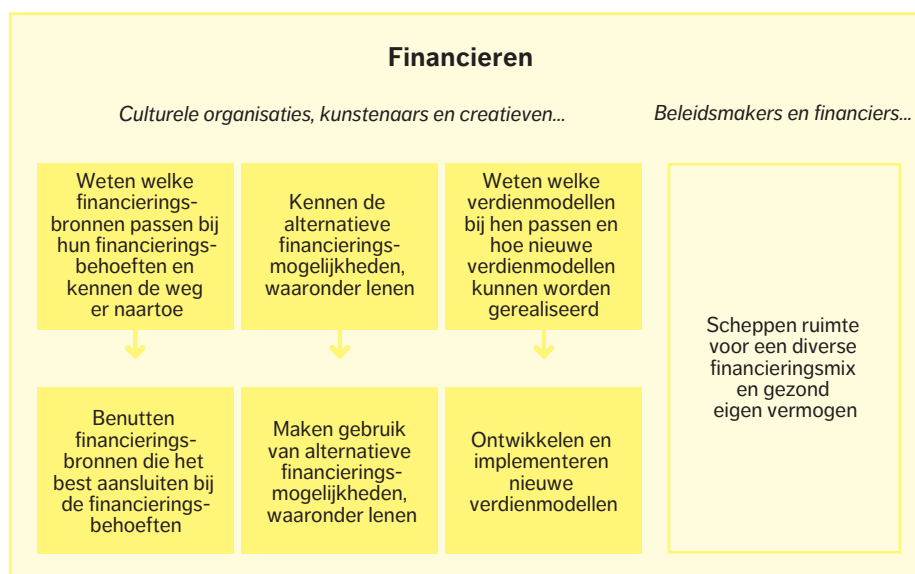 Financieren
Culturele organisaties, kunstenaars en creatieven...
Beleidsmakers en financiers...
Weten welke
financierings-
bronnen passen bij
hun financierings-
behoeften en
kennen de weg
er naartoe
Kennen de
alternatieve
financierings-
mogelijkheden,
waaronder lenen
Weten welke
verdienmodellen
bij hen passen en
hoe nieuwe
verdienmodellen
kunnen worden
gerealiseerd
Benutten
financierings-
bronnen die het
best aansluiten bij
de financierings-
behoeften
Maken gebruik
van alternatieve
financierings-
mogelijkheden,
waaronder lenen
Ontwikkelen en
implementeren
nieuwe
verdienmodellen
Scheppen ruimte
voor een diverse
financieringsmix
en gezond
eigen vermogen